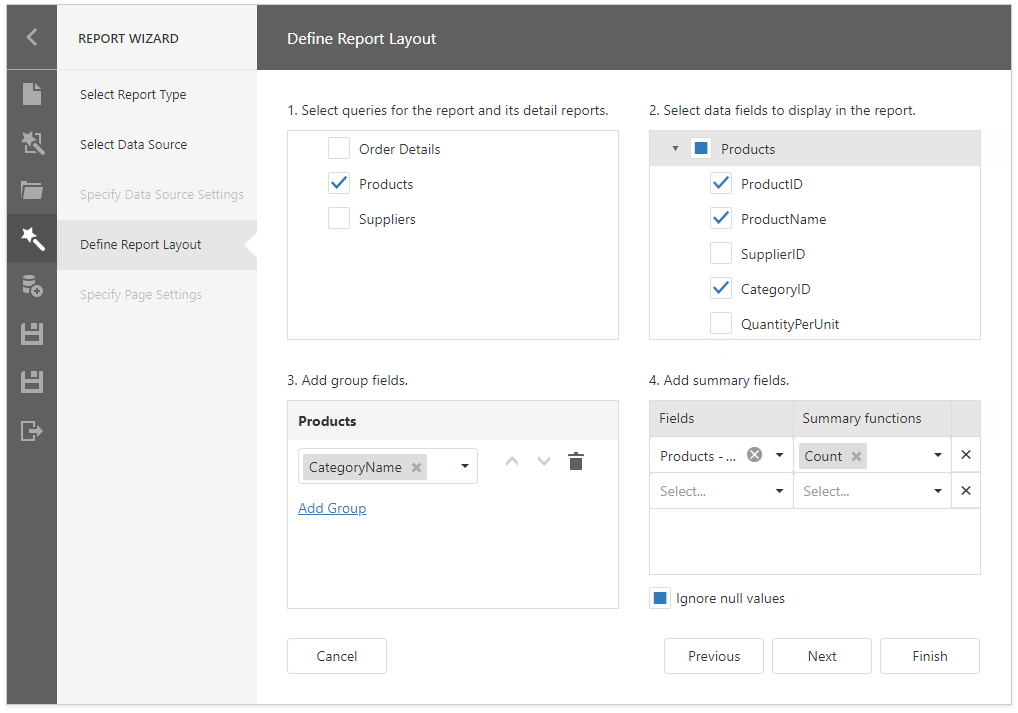 REPORT WIZARD
Define Report Layout
Select Report Type
Select Data Source
Specify Data Source Settings
Define Report Layout
Specify Page Settings
1. Select queries for the report and its detail reports.
Order Details
Products
Suppliers
2. Select data fields to display in the report.
Products
ProductID
ProductName
SupplierID
CategoryID
QuantityPerUnit
3. Add group fields.
Products
CategoryName
Add Group
4. Add summary fields.
Fields Summary functions
Products - ... Count
Select... Select...
Ignore null values
Cancel Previous Next Finish